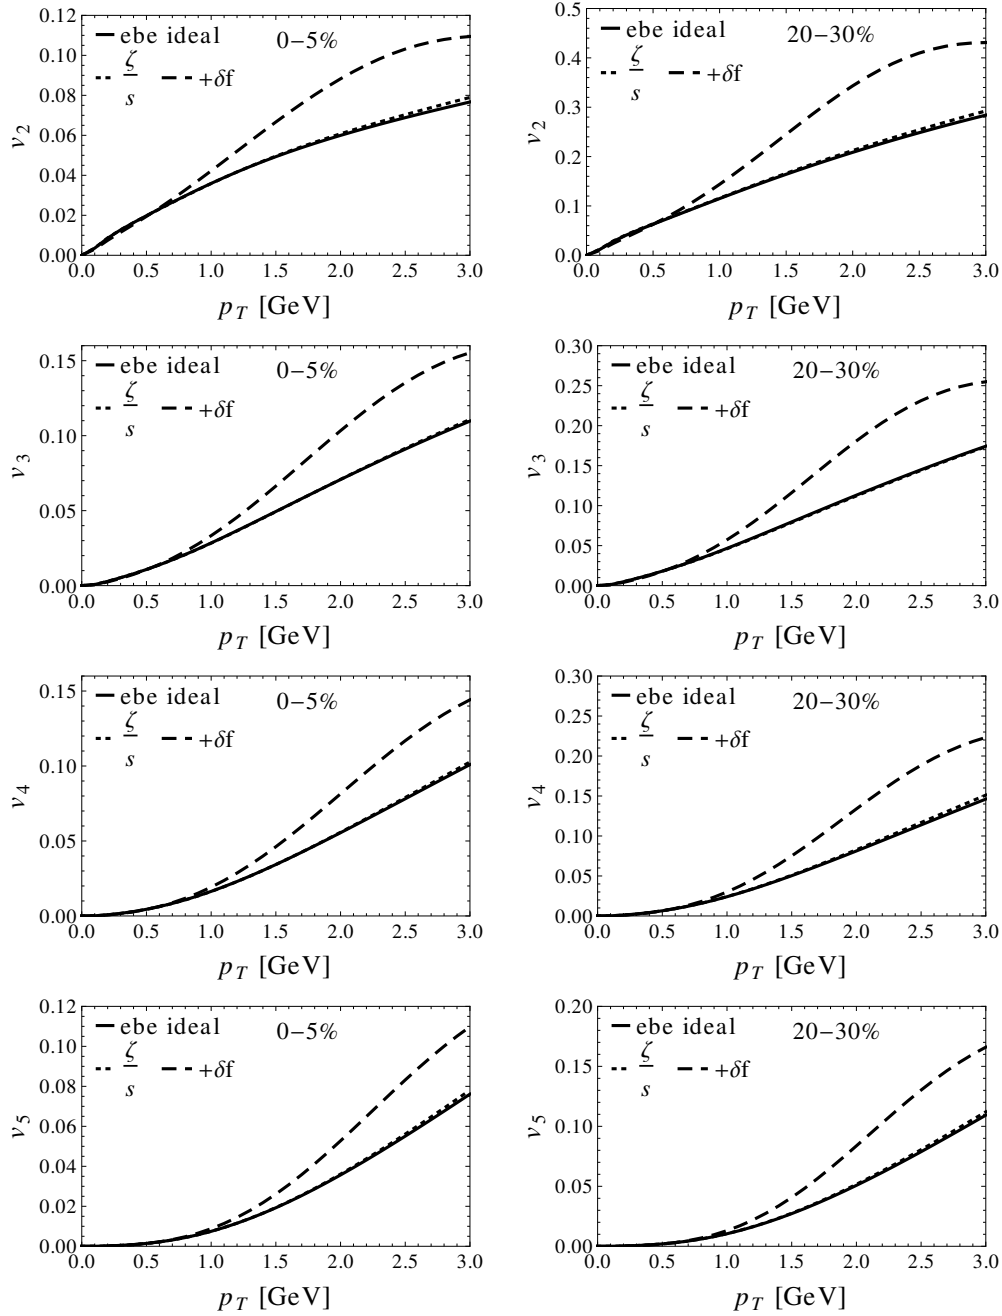 0.12
0.10
0.08
0.06
0.04
0.02
0.00
v2
ebe ideal
0–5%
ζ
s
+δf
0.0 0.5 1.0 1.5 2.0 2.5 3.0
pT [GeV]
0.5
0.4
0.3
0.2
0.1
0.0
v2
ebe ideal
20–30%
ζ
s
+δf
0.0 0.5 1.0 1.5 2.0 2.5 3.0
pT [GeV]
0.15
0.10
0.05
0.00
v3
ebe ideal
0–5%
ζ
s
+δf
0.0 0.5 1.0 1.5 2.0 2.5 3.0
pT [GeV]
0.30
0.25
0.20
0.15
0.10
0.05
0.00
v3
ebe ideal
20–30%
ζ
s
+δf
0.0 0.5 1.0 1.5 2.0 2.5 3.0
pT [GeV]
0.15
0.10
0.05
0.00
v4
ebe ideal
0–5%
ζ
s
+δf
0.0 0.5 1.0 1.5 2.0 2.5 3.0
pT [GeV]
0.30
0.25
0.20
0.15
0.10
0.05
0.00
v4
ebe ideal
20–30%
ζ
s
+δf
0.0 0.5 1.0 1.5 2.0 2.5 3.0
pT [GeV]
0.12
0.10
0.08
0.06
0.04
0.02
0.00
v5
ebe ideal
0–5%
ζ
s
+δf
0.0 0.5 1.0 1.5 2.0 2.5 3.0
pT [GeV]
0.20
0.15
0.10
0.05
0.00
v5
ebe ideal
20–30%
ζ
s
+δf
0.0 0.5 1.0 1.5 2.0 2.5 3.0
pT [GeV]